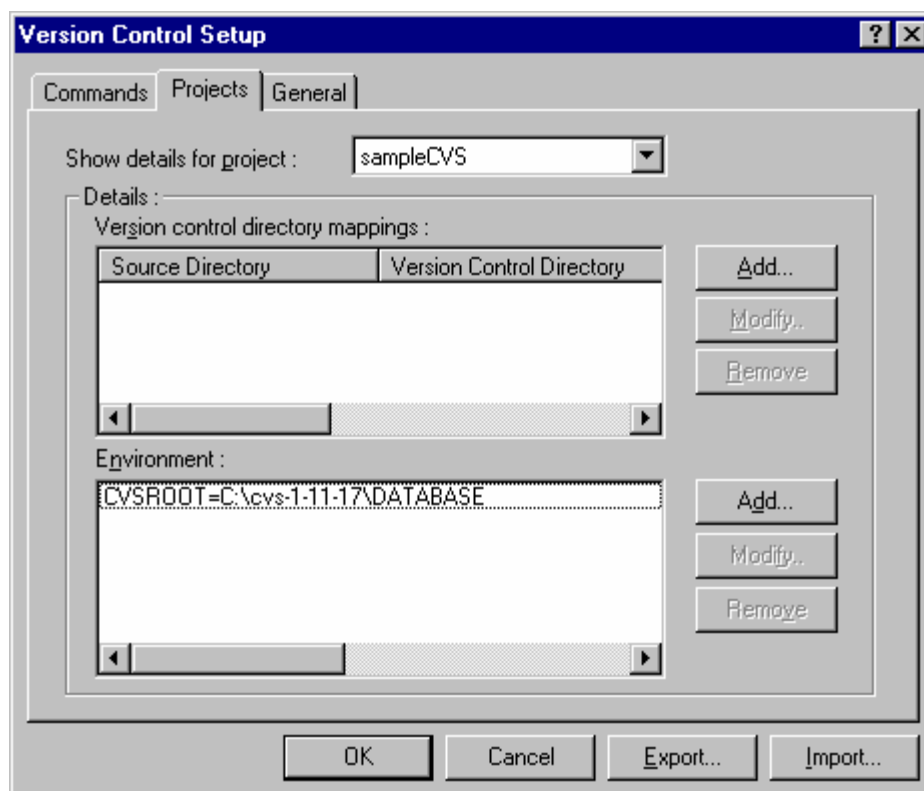 Version Control Setup
Commands Projects General
Show details for project : sampleCVS
Details :
Version control directory mappings :
Source Directory Version Control Directory
Add...
Modify..
Remove
Environment :
CVSROOT=C:\cvs-1-11-17\DATABASE
Add...
Modify..
Remove
OK Cancel Export... Import...